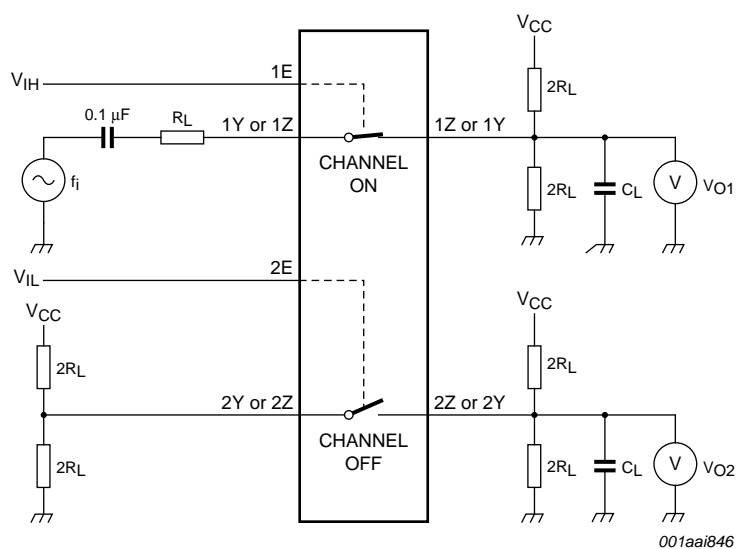 VCC
VIH
1E
2RL
0.1 μF
RL
1Y or 1Z
1Z or 1Y
fi
CHANNEL
ON
2RL
CL
V
VO1
VIL
2E
VCC
VCC
2RL
2RL
2Y or 2Z
2Z or 2Y
2RL
CHANNEL
OFF
2RL
CL
V
VO2
001aai846